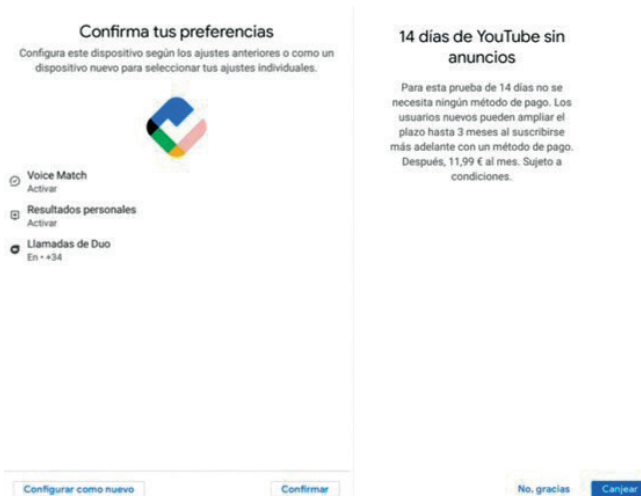 Confirma tus preferencias
Configura este dispositivo según los ajustes anteriores o como un
dispositivo nuevo para seleccionar tus ajustes individuales.
Voice Match
Activar
Resultados personales
Activar
Llamadas de Duo
En • +34
Configurar como nuevo
Confirmar
14 días de YouTube sin
anuncios
Para esta prueba de 14 días no se
necesita ningún método de pago. Los
usuarios nuevos pueden ampliar el
plazo hasta 3 meses al suscribirse
más adelante con un método de pago.
Después, 11,99 € al mes. Sujeto a
condiciones.
No, gracias
Canjear